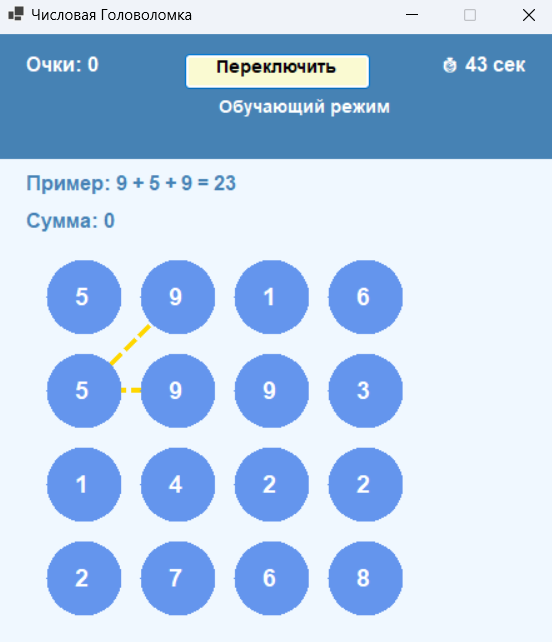 Числовая Головоломка
Очки: 0
Переключить
43 сек
Обучающий режим
Пример: 9 + 5 + 9 = 23
Сумма: 0
5 9 1 6
5 9 9 3
1 4 2 2
2 7 6 8